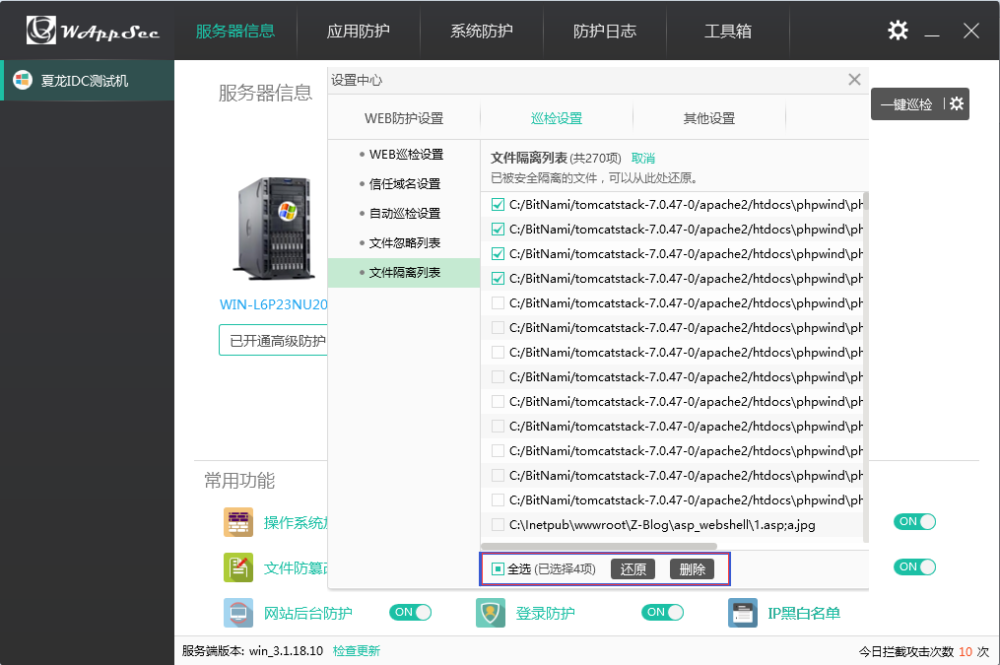 WAppSec 服务器信息 应用防护 系统防护 防护日志 工具箱
夏龙IDC测试机
服务器信息
一键巡检
WIN-L6P23NU20
已开通高级防护
设置中心
WEB防护设置 巡检设置 其他设置
WEB巡检设置
信任域名设置
自动巡检设置
文件忽略列表
文件隔离列表
文件隔离列表 (共270项) 取消
已被安全隔离的文件，可以从此处还原。
C:/BitNami/tomcatstack-7.0.47-0/apache2/htdocs\phpwind\ph
C:/BitNami/tomcatstack-7.0.47-0/apache2/htdocs\phpwind\ph
C:/BitNami/tomcatstack-7.0.47-0/apache2/htdocs\phpwind\ph
C:/BitNami/tomcatstack-7.0.47-0/apache2/htdocs\phpwind\ph
C:/BitNami/tomcatstack-7.0.47-0/apache2/htdocs\phpwind\ph
C:/BitNami/tomcatstack-7.0.47-0/apache2/htdocs\phpwind\ph
C:/BitNami/tomcatstack-7.0.47-0/apache2/htdocs\phpwind\ph
C:/BitNami/tomcatstack-7.0.47-0/apache2/htdocs\phpwind\ph
C:/BitNami/tomcatstack-7.0.47-0/apache2/htdocs\phpwind\ph
C:/BitNami/tomcatstack-7.0.47-0/apache2/htdocs\phpwind\ph
C:/BitNami/tomcatstack-7.0.47-0/apache2/htdocs\phpwind\ph
C:/BitNami/tomcatstack-7.0.47-0/apache2/htdocs\phpwind\ph
C:/BitNami/tomcatstack-7.0.47-0/apache2/htdocs\phpwind\ph
C:\Inetpub\wwwroot\Z-Blog\asp_webshell\1.asp;a.jpg
全选 (已选择4项) 还原 删除
常用功能
操作系统加 ON
文件防篡改 ON
网站后台防护 ON 登录防护 ON IP黑白名单
服务端版本: win_3.1.18.10 检查更新 今日拦截攻击次数 10 次